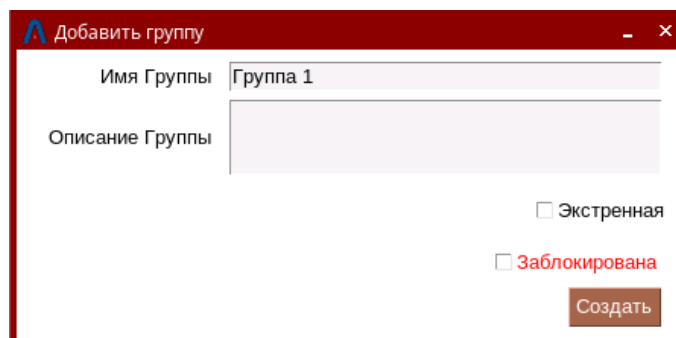 Добавить группу
Имя Группы Группа 1
Описание Группы
Экстренная
Заблокирована
Создать